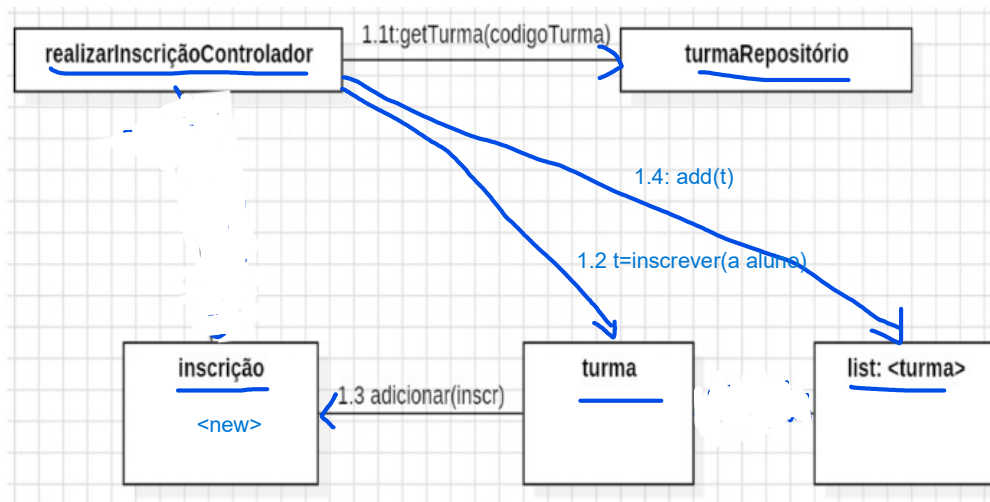 1.1t:getTurma(codigoTurma)
realizarInscriçãoControlador
turmaRepositório
1.4: add(t)
1.2 t=inscrever(a aluno)
inscrição
turma
list: <turma>
1.3 adicionar(inscr)
<new>